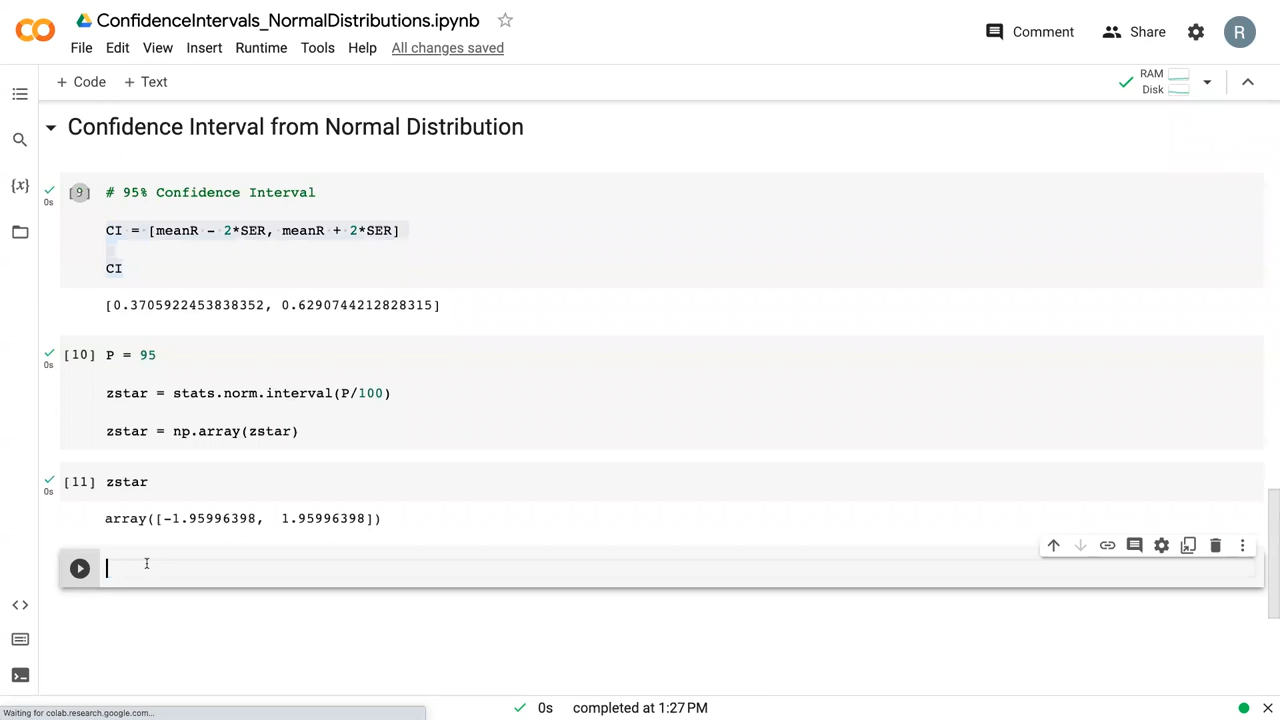 ConfidenceIntervals_NormalDistributions.ipynb
File Edit View Insert Runtime Tools Help All changes saved
Comment Share R
+ Code + Text
RAM
Disk
Confidence Interval from Normal Distribution
{x}
[9] # 95% Confidence Interval
0s
CI = [meanR - 2*SER, meanR + 2*SER]
CI
[0.3705922453838352, 0.6290744212828315]
[10] P = 95
0s
zstar = stats.norm.interval(P/100)
zstar = np.array(zstar)
[11] zstar
0s
array([-1.95996398, 1.95996398])
Waiting for colab.research.google.com...
0s completed at 1:27 PM